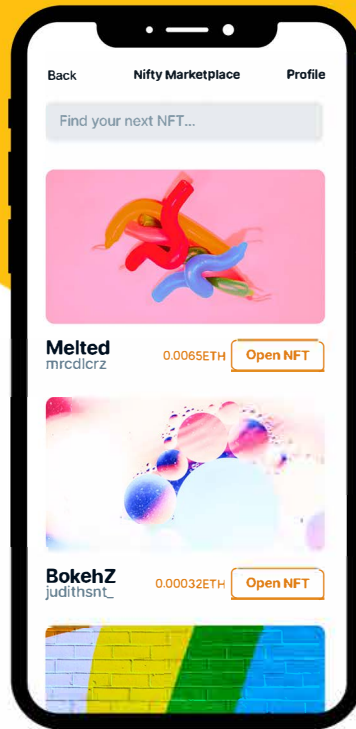 Back Nifty Marketplace Profile
Find your next NFT...
Melted
mrcdlcrz
0.0065ETH Open NFT
BokehZ
judithsnt_
0.00032ETH Open NFT